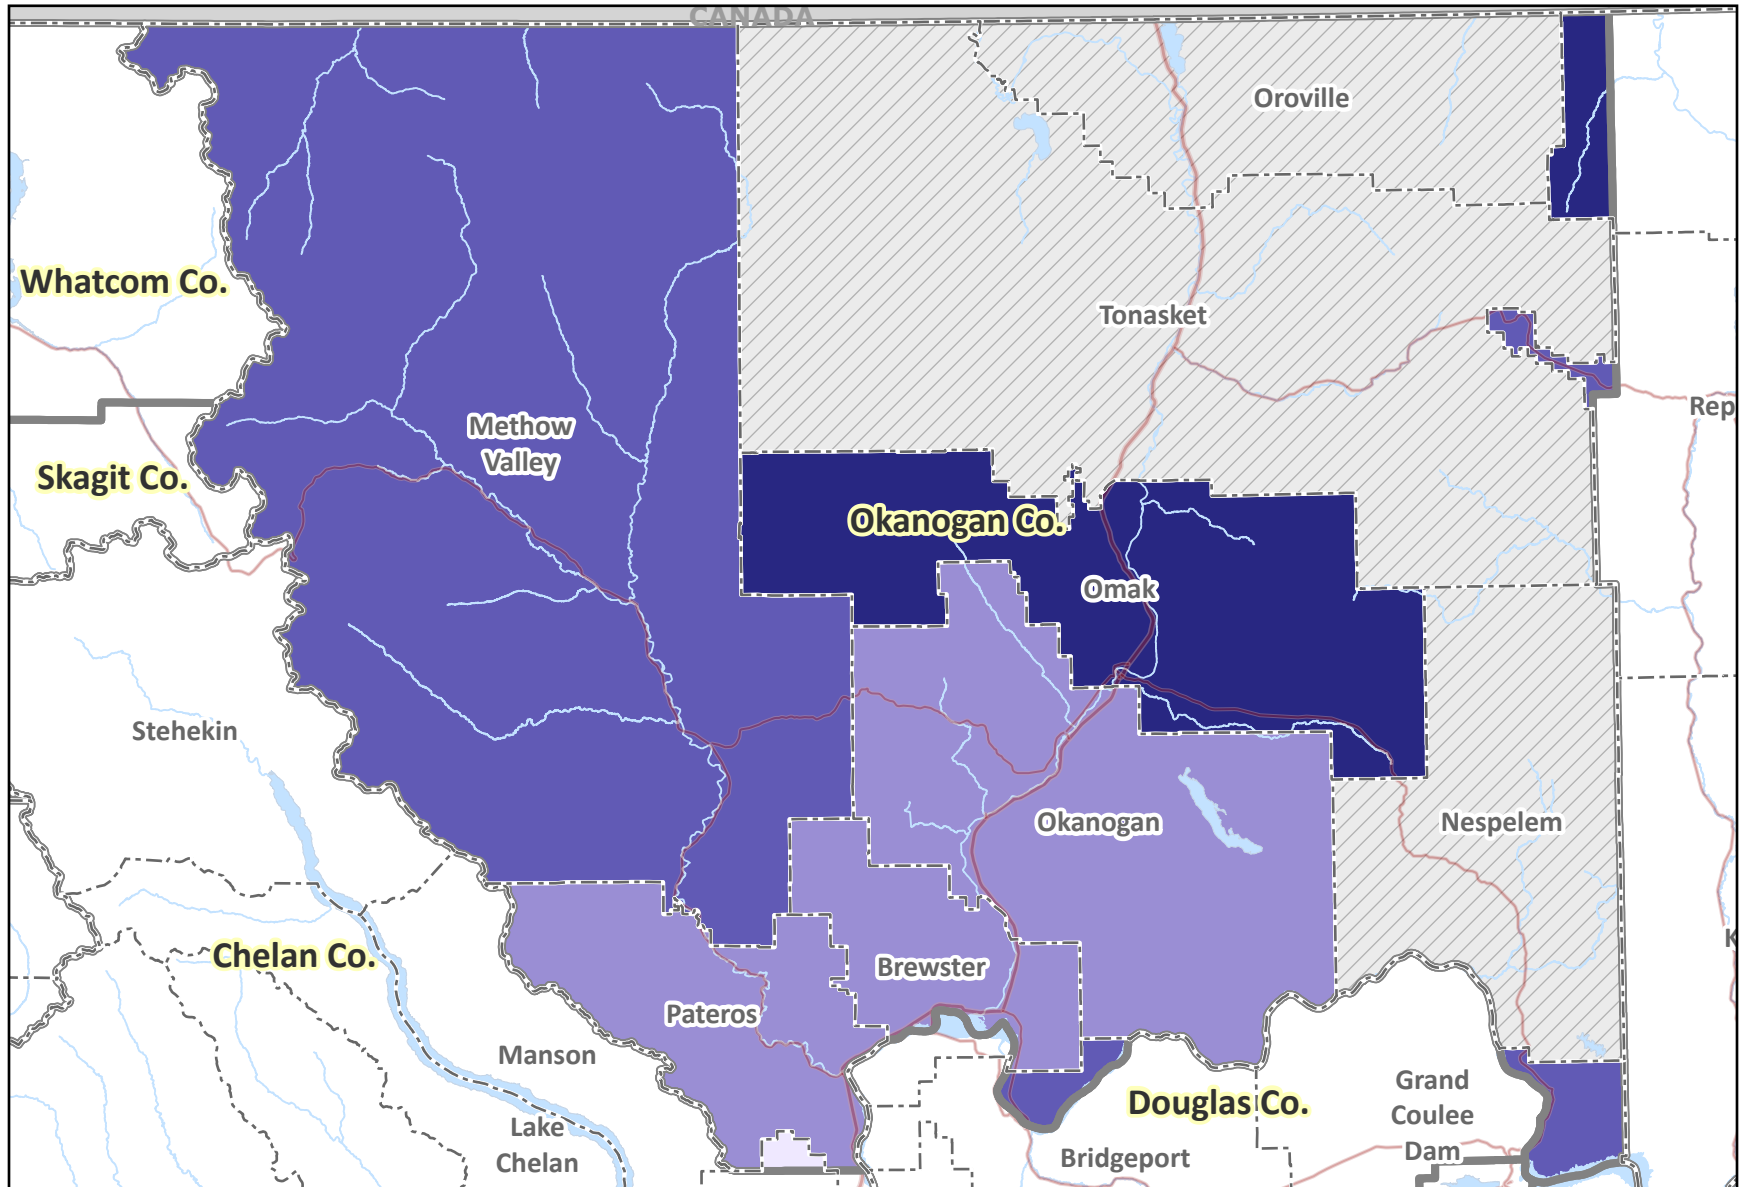 CANADA
Oroville
Whatcom Co.
Tonasket
Rep
Methow
Valley
Skagit Co.
Okanogan Co.
Omak
Stehekin
Okanogan
Nespelem
Chelan Co.
Brewster
K
Pateros
Manson
Grand
Coulee
Dam
Douglas Co.
Lake
Chelan
Bridgeport